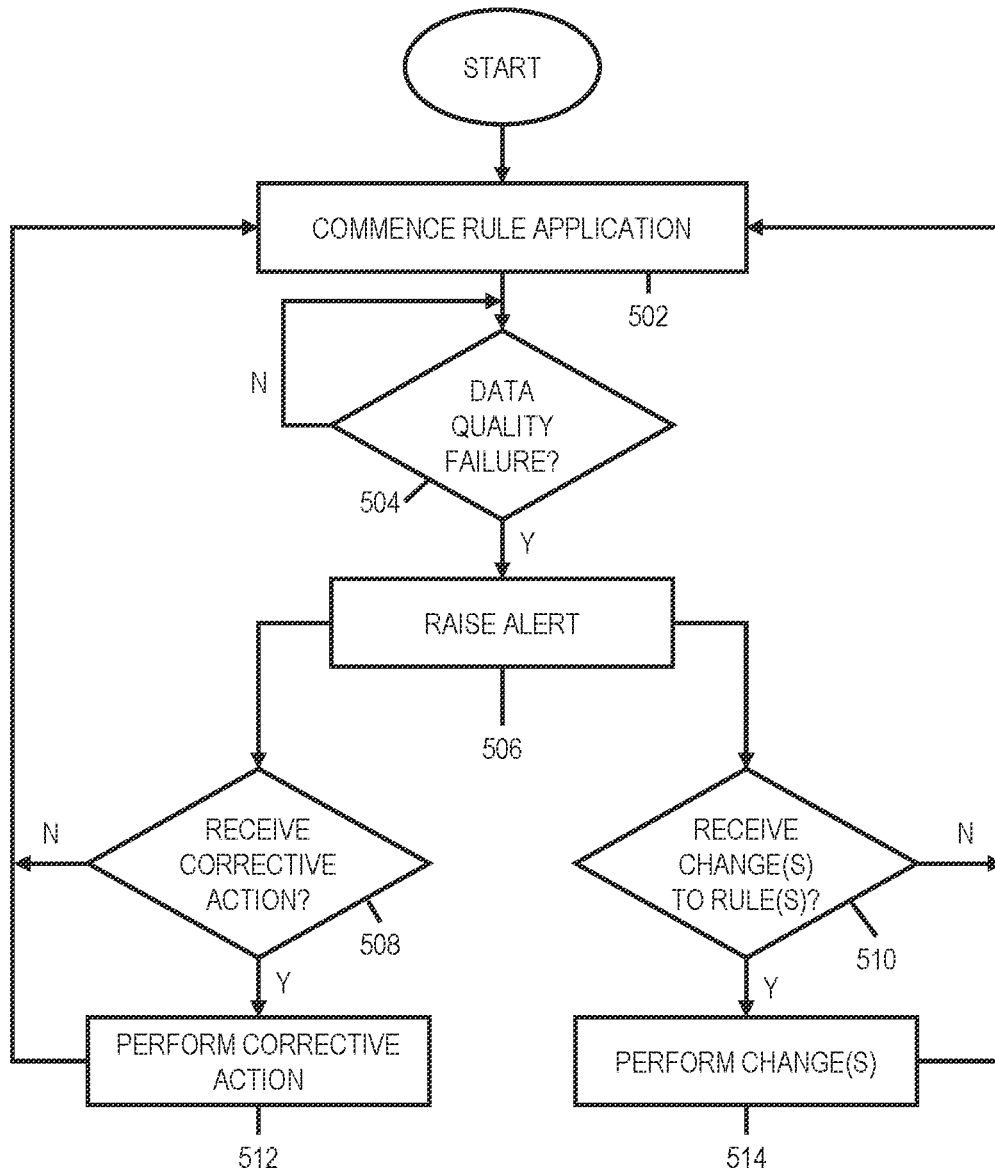 START
COMMENCE RULE APPLICATION
502
N
DATA
QUALITY
FAILURE?
504
Y
RAISE ALERT
506
N
RECEIVE
CORRECTIVE
ACTION?
508
Y
RECEIVE
CHANGE(S)
TO RULE(S)?
N
510
Y
PERFORM CORRECTIVE
ACTION
512
PERFORM CHANGE(S)
514